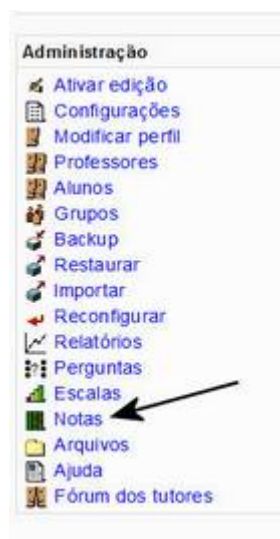 Administração
Ativar edição
Configurações
Modificar perfil
Professores
Alunos
Grupos
Backup
Restaurar
Importar
Reconfigurar
Relatórios
Perguntas
Escalas
Notas
Arquivos
Ajuda
Fórum dos tutores